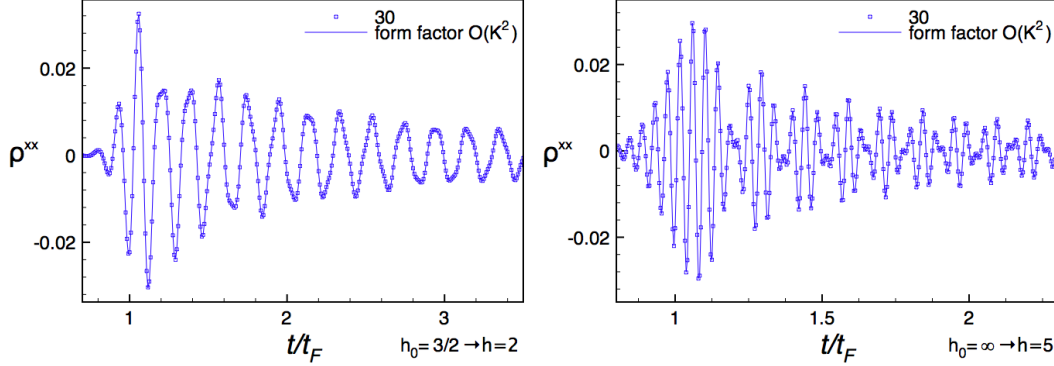 30
form factor O(K²)
0.02
0
-0.02
ρˣˣ
1
2
3
t/t_F
h₀= 3/2 →h=2
30
form factor O(K²)
0.02
0
-0.02
ρˣˣ
1
1.5
2
t/t_F
h₀= ∞ →h=5